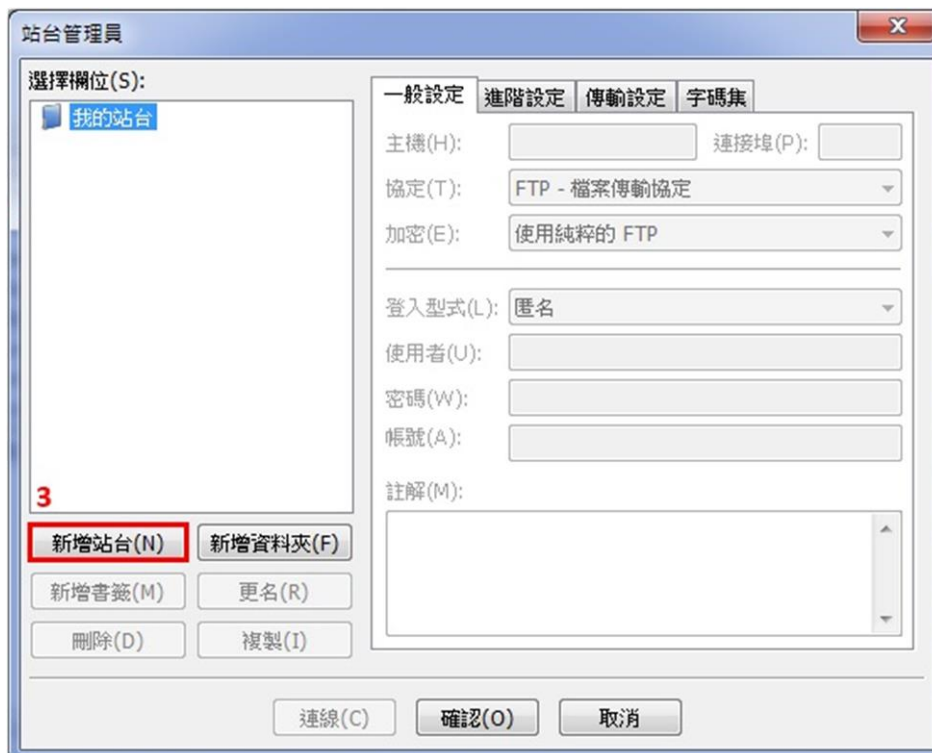 站台管理員
選擇欄位(S):
我的站台
3
新增站台(N) 新增資料夾(F)
新增書籤(M) 更名(R)
刪除(D) 複製(I)
一般設定 進階設定 傳輸設定 字碼集
主機(H): 連接埠(P):
協定(T): FTP - 檔案傳輸協定
加密(E): 使用純粹的 FTP
登入型式(L): 匿名
使用者(U):
密碼(W):
帳號(A):
註解(M):
連線(C) 確認(O) 取消